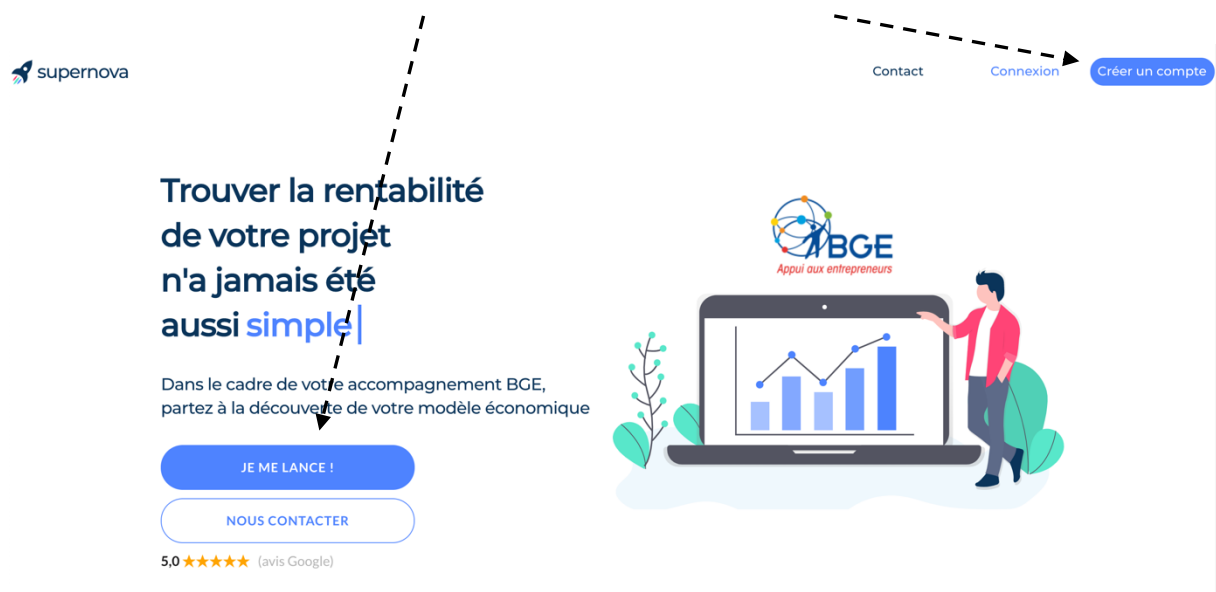 supernova
Contact
Connexion
Créer un compte
Trouver la rentabilité
de votre projet
n'a jamais été
aussi simple
BGE
Appui aux entrepreneurs
Dans le cadre de votre accompagnement BGE,
partez à la découverte de votre modèle économique
JE ME LANCE !
NOUS CONTACTER
5,0 ★★★★★ (avis Google)